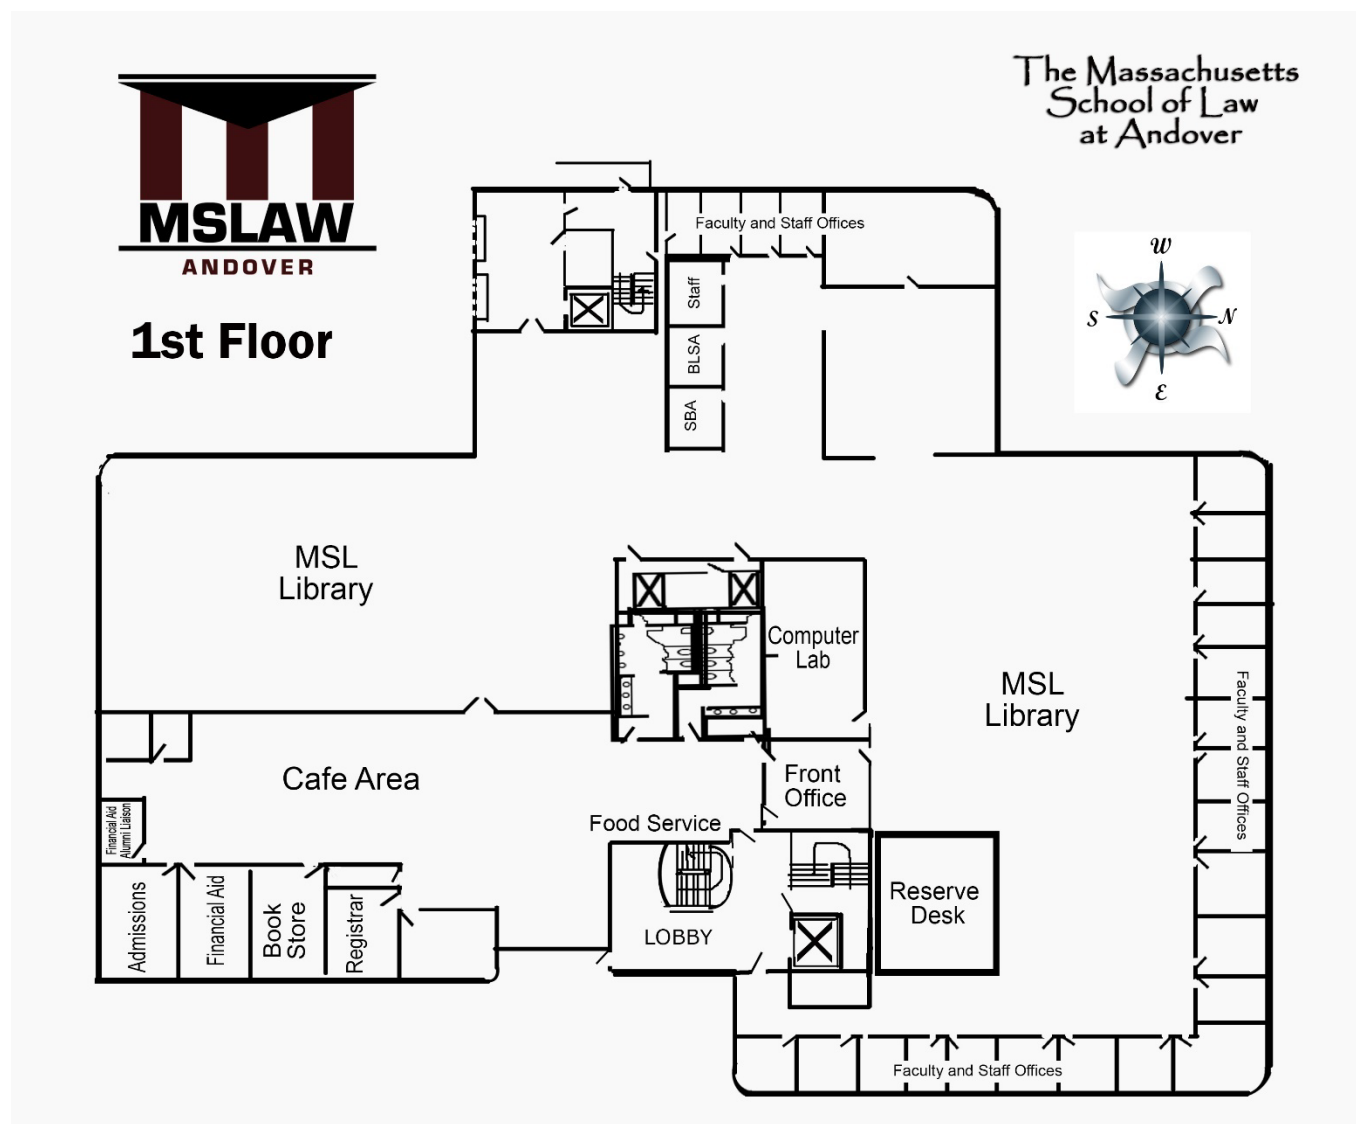 The Massachusetts
School of Law
at Andover
MSLAW
ANDOVER
1st Floor
W
S
N
E
Faculty and Staff Offices
Staff
BLSA
SBA
MSL
Library
Computer
Lab
MSL
Library
Faculty and Staff Offices
Cafe Area
Front
Office
Food Service
Financial Aid
Alumni Liaison
Admissions
Financial Aid
Book
Store
Registrar
LOBBY
Reserve
Desk
Faculty and Staff Offices